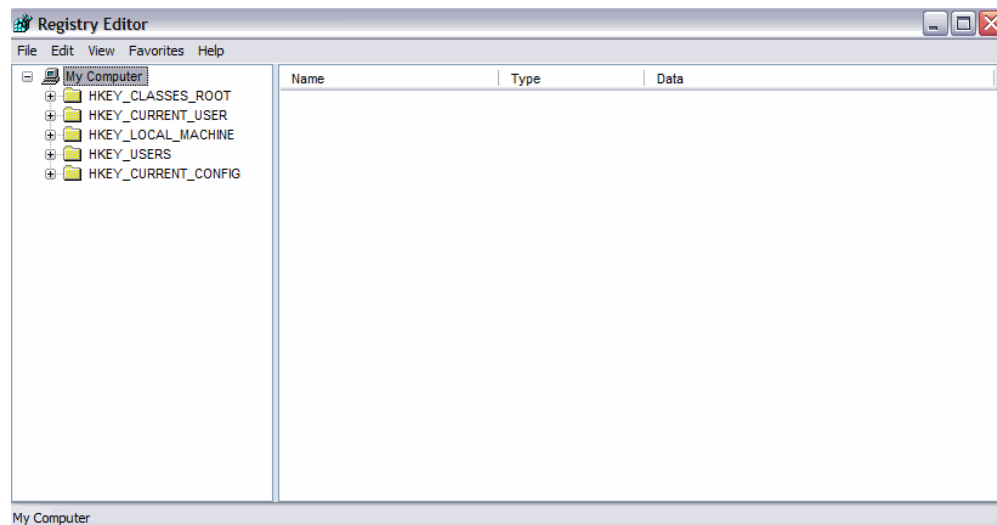 Registry Editor
File Edit View Favorites Help
My Computer
HKEY_CLASSES_ROOT
HKEY_CURRENT_USER
HKEY_LOCAL_MACHINE
HKEY_USERS
HKEY_CURRENT_CONFIG
Name Type Data
My Computer